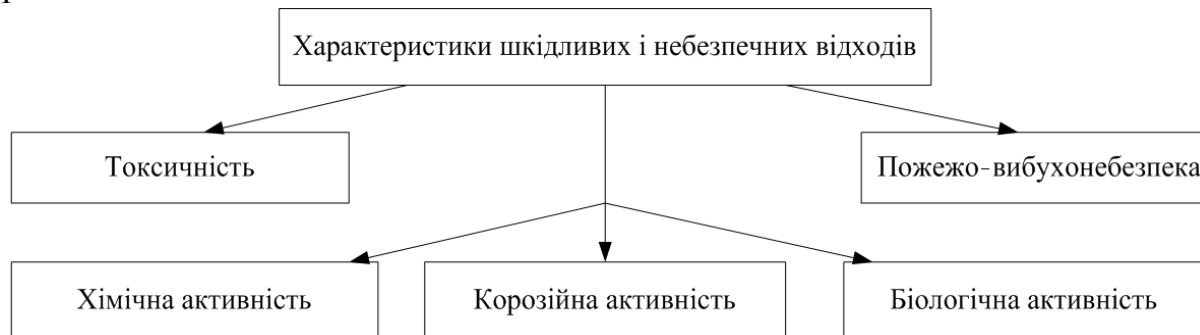 Характеристики шкідливих і небезпечних відходів
Токсичність
Пожежо-вибухонебезпека
Хімічна активність
Корозійна активність
Біологічна активність